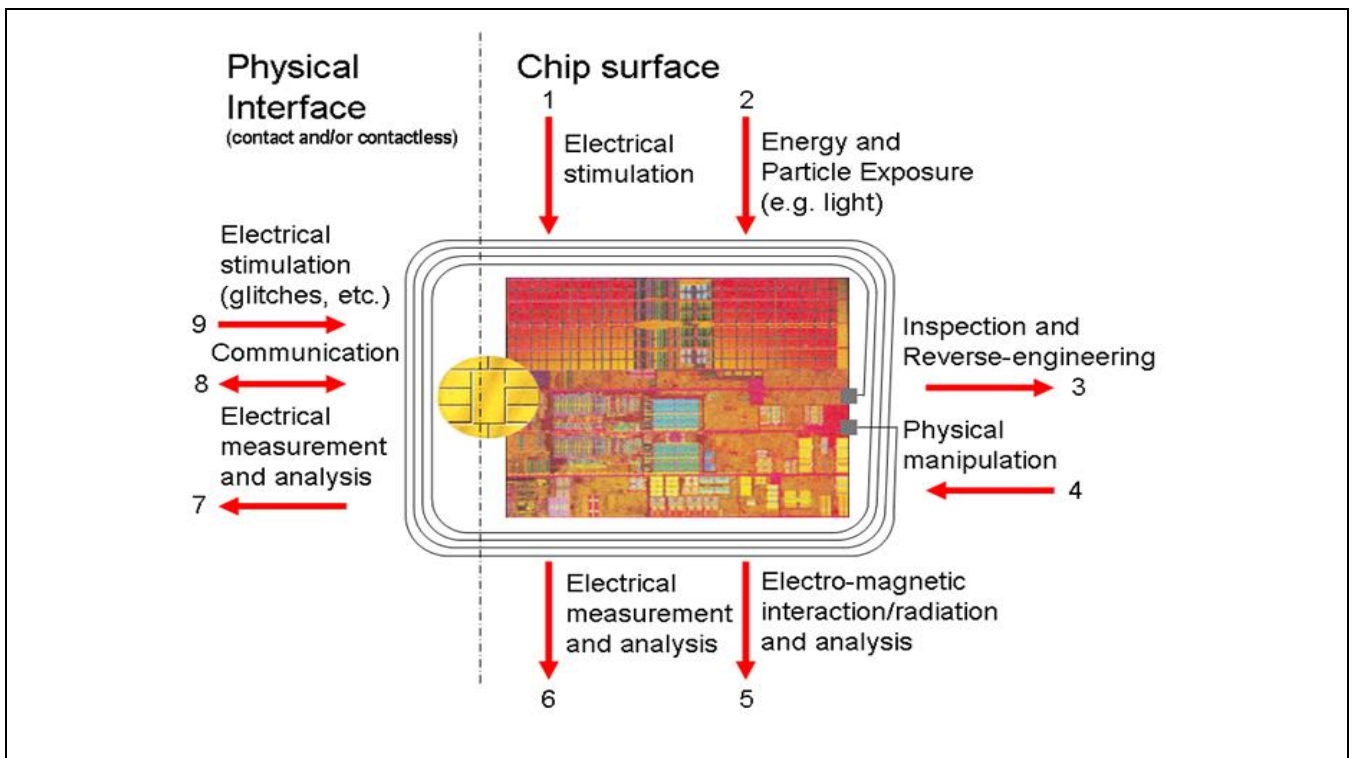 Physical
Interface
(contact and/or contactless)
Chip surface
1
2
Electrical
stimulation
Energy and
Particle Exposure
(e.g. light)
Electrical
stimulation
(glitches, etc.)
9
Communication
8
Electrical
measurement
and analysis
7
Inspection and
Reverse-engineering
3
Physical
manipulation
4
Electrical
measurement
and analysis
6
Electro-magnetic
interaction/radiation
and analysis
5